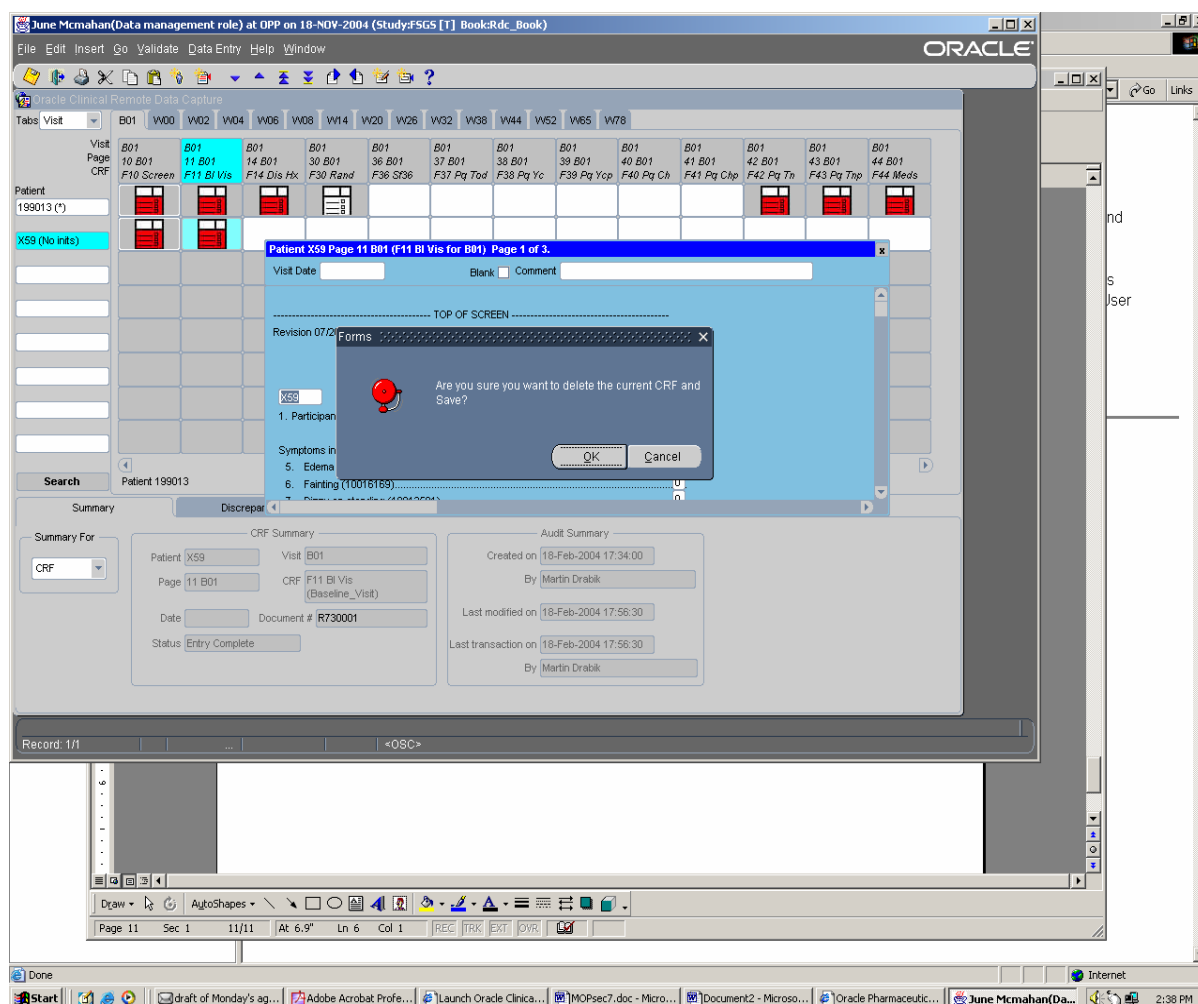 June Mcmahan(Data management role) at OPP on 18-NOV-2004 (Study:FSGS [T] Book:Rdc_Book)
File Edit Insert Go Validate Data Entry Help Window
ORACLE
Oracle Clinical Remote Data Capture
Go Links
Tabs Visit B01 W00 W02 W04 W06 W08 W14 W20 W26 W32 W38 W44 W52 W65 W78
Visit B01 B01 B01 B01 B01 B01 B01 B01 B01 B01 B01 B01 B01
Page 10 B01 11 B01 14 B01 30 B01 36 B01 37 B01 38 B01 39 B01 40 B01 41 B01 42 B01 43 B01 44 B01
CRF F10 Screen F11 Bl Vis F14 Dis Hx F30 Rand F36 Sf36 F37 Pq Tod F38 Pq Yc F39 Pq Ycp F40 Pq Ch F41 Pq Chp F42 Pq Tn F43 Pq Tnp F44 Meds
Patient
199013 (*)
nd
X59 (No inits)
Patient X59 Page 11 B01 (F11 Bl Vis for B01) Page 1 of 3.
Visit Date Blank Comment
s
User
TOP OF SCREEN
Revision 07/2
Forms
Are you sure you want to delete the current CRF and
Save?
X59
1. Participan
OK Cancel
Symptoms in
5. Edema
6. Fainting (10016169) 0
Search Patient 199013
Summary Discrepan
Summary For
CRF
CRF Summary
Patient X59 Visit B01
Page 11 B01 CRF F11 Bl Vis
(Baseline_Visit)
Date Document # R730001
Status Entry Complete
Audit Summary
Created on 18-Feb-2004 17:34:00
By Martin Drabik
Last modified on 18-Feb-2004 17:56:30
Last transaction on 18-Feb-2004 17:56:30
By Martin Drabik
Record: 1/1 ... <OSC>
Draw AutoShapes
Page 11 Sec 1 11/11 At 6.9" Ln 6 Col 1 REC TRK EXT OVR
Done Internet
Start draft of Monday's ag... Adobe Acrobat Profe... Launch Oracle Clinica... MOPsec7.doc - Micro... Document2 - Microso... Oracle Pharmaceutic... June Mcmahan(Da... 2:38 PM